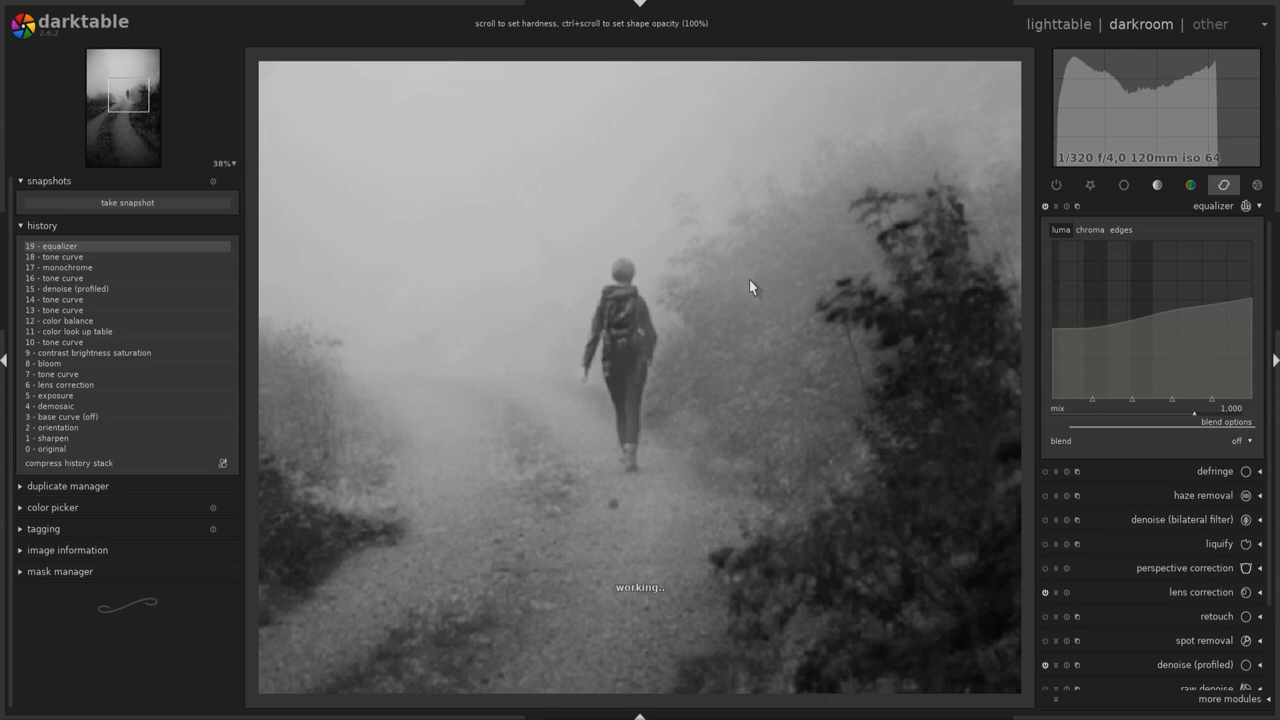 darktable
2.6.2
scroll to set hardness, ctrl+scroll to set shape opacity (100%)
lighttable | darkroom | other
38%
snapshots
take snapshot
history
19 - equalizer
18 - tone curve
17 - monochrome
16 - tone curve
15 - denoise (profiled)
14 - tone curve
13 - tone curve
12 - color balance
11 - color look up table
10 - tone curve
9 - contrast brightness saturation
8 - bloom
7 - tone curve
6 - lens correction
5 - exposure
4 - demosaic
3 - base curve (off)
2 - orientation
1 - sharpen
0 - original
compress history stack
duplicate manager
color picker
tagging
image information
mask manager
working..
1/320 f/4,0 120mm iso 64
equalizer
luma chroma edges
mix 1,000
blend options
blend off
defringe
haze removal
denoise (bilateral filter)
liquify
perspective correction
lens correction
retouch
spot removal
denoise (profiled)
raw denoise
more modules